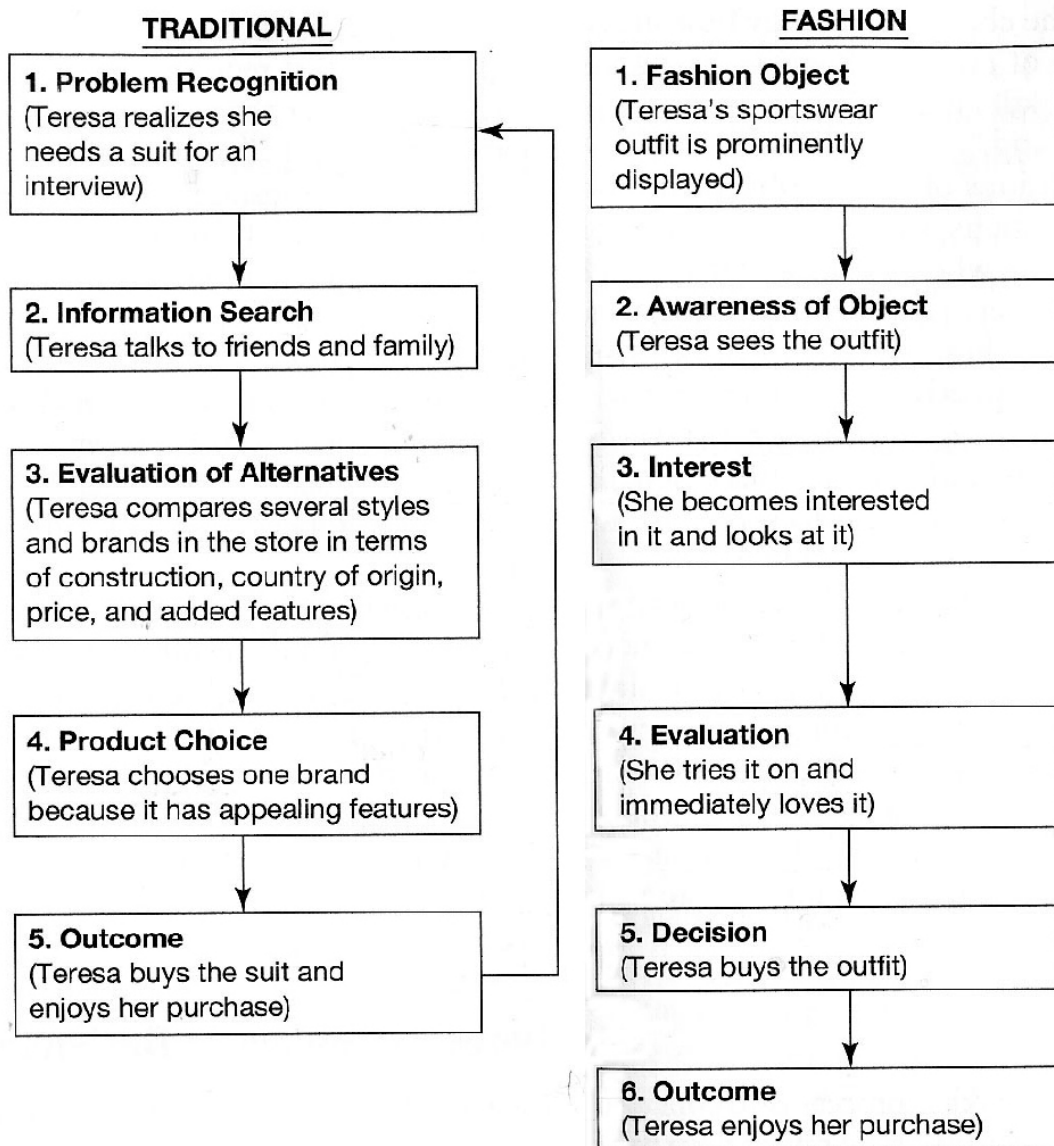 TRADITIONAL
1. Problem Recognition
(Teresa realizes she
needs a suit for an
interview)
2. Information Search
(Teresa talks to friends and family)
3. Evaluation of Alternatives
(Teresa compares several styles
and brands in the store in terms
of construction, country of origin,
price, and added features)
4. Product Choice
(Teresa chooses one brand
because it has appealing features)
5. Outcome
(Teresa buys the suit and
enjoys her purchase)
FASHION
1. Fashion Object
(Teresa's sportswear
outfit is prominently
displayed)
2. Awareness of Object
(Teresa sees the outfit)
3. Interest
(She becomes interested
in it and looks at it)
4. Evaluation
(She tries it on and
immediately loves it)
5. Decision
(Teresa buys the outfit)
6. Outcome
(Teresa enjoys her purchase)